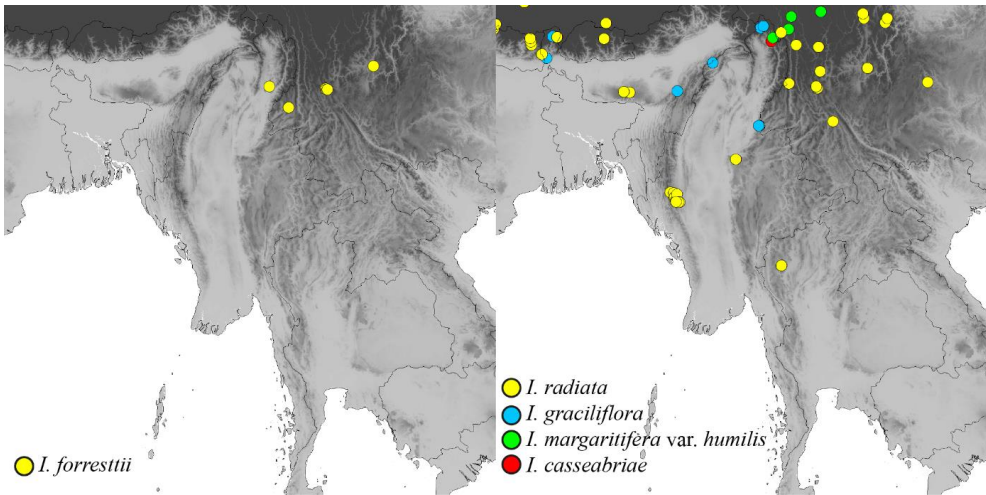 I. forresttii
I. radiata
I. graciliflora
I. margaritifera var. humilis
I. casseabriae